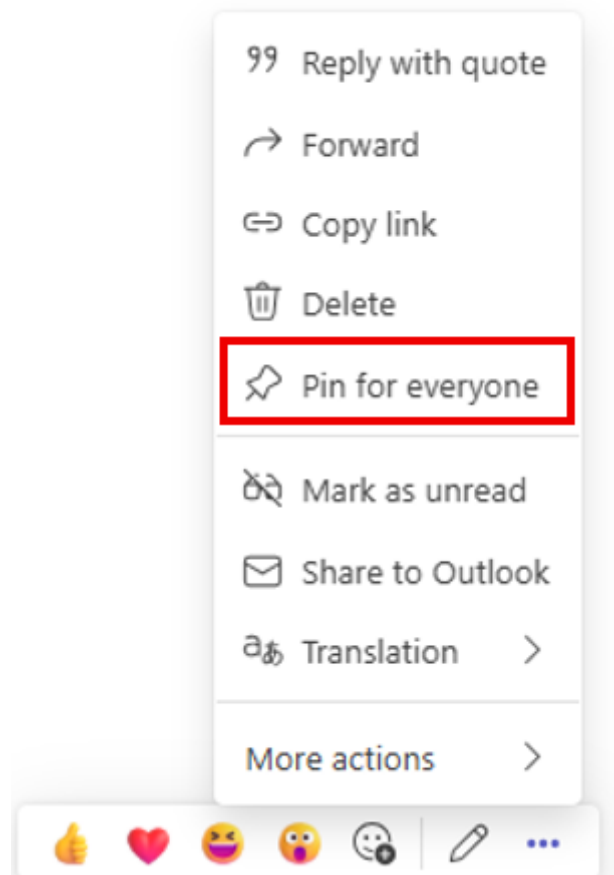 Reply with quote
Forward
Copy link
Delete
Pin for everyone
Mark as unread
Share to Outlook
Translation
More actions